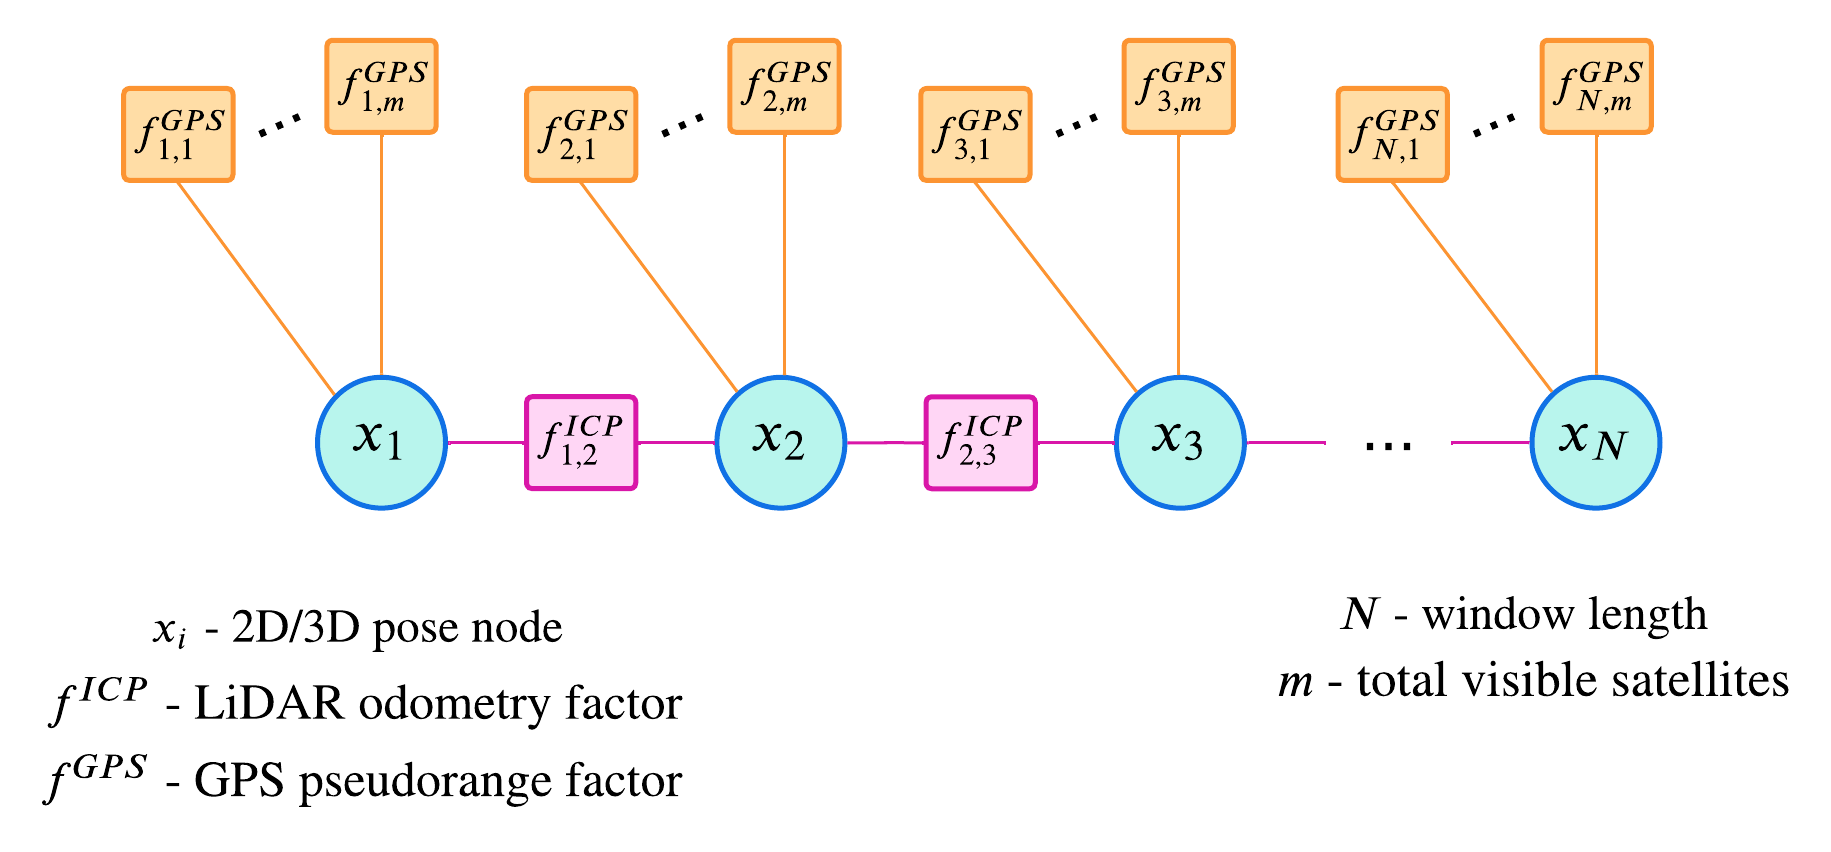 f_{1,1}^{GPS} ... f_{1,m}^{GPS} f_{2,1}^{GPS} ... f_{2,m}^{GPS} f_{3,1}^{GPS} ... f_{3,m}^{GPS} f_{N,1}^{GPS} ... f_{N,m}^{GPS}
x_1 f_{1,2}^{ICP} x_2 f_{2,3}^{ICP} x_3 ... x_N
x_i - 2D/3D pose node
f^{ICP} - LiDAR odometry factor
f^{GPS} - GPS pseudorange factor
N - window length
m - total visible satellites